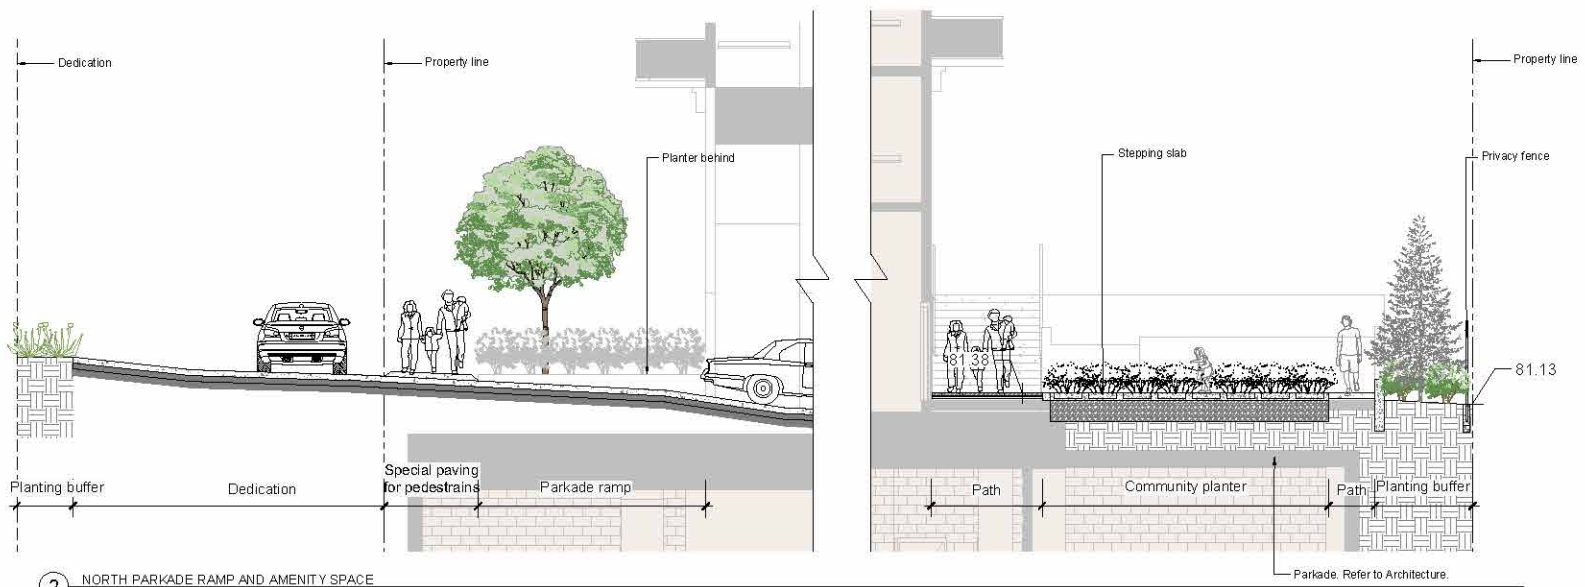 Dedication
Property line
Property line
Planter behind
Stepping slab
Privacy fence
81.38
81.13
Planting buffer
Dedication
Special paving
for pedestrains
Parkade ramp
Path
Community planter
Path
Planting buffer
Parkade. Refer to Architecture.
2
NORTH PARKADE RAMP AND AMENITY SPACE